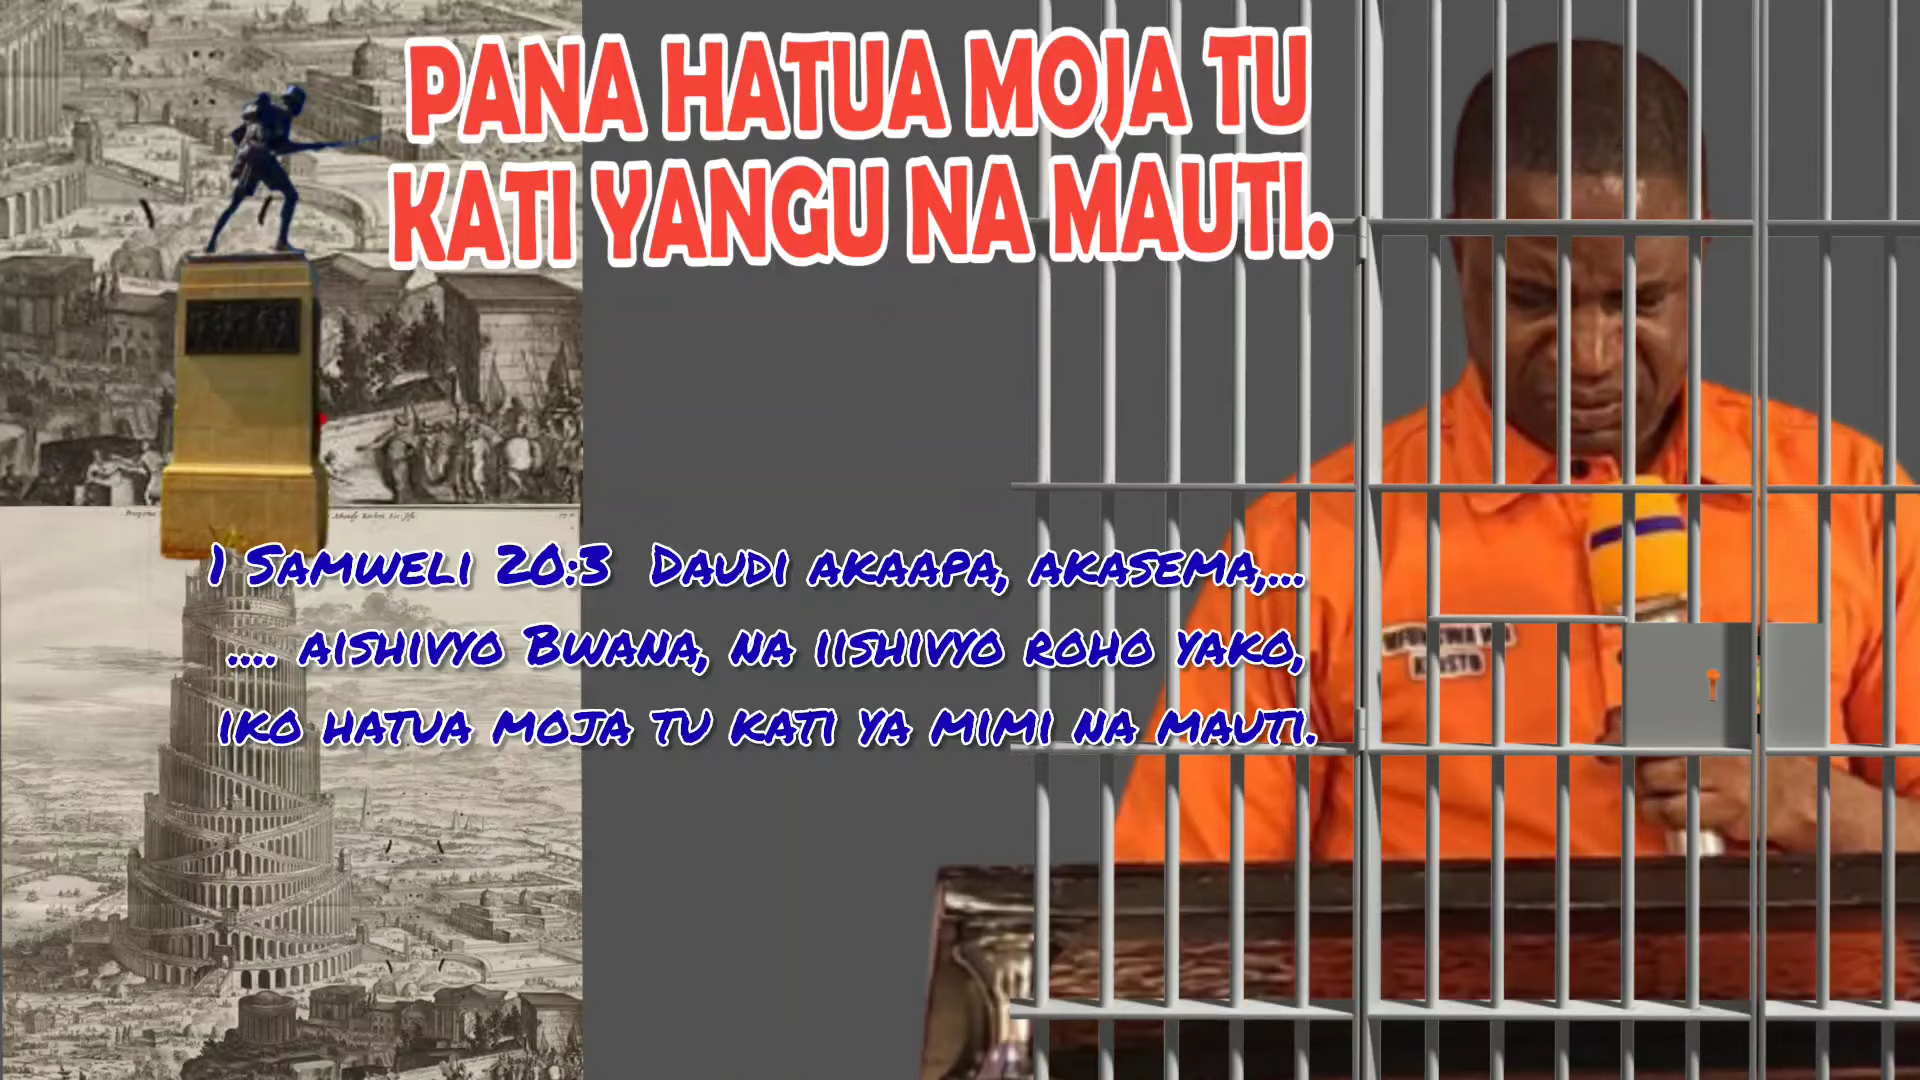 PANA HATUA MOJA TU
KATI YANGU NA MAUTI.
1 Samweli 20:3 Daudi akaapa, akasema,...
.... aishivyo Bwana, na iishivyo roho yako,
iko hatua moja tu kati ya mimi na mauti.